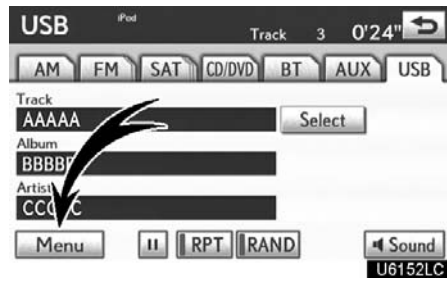 USB iPod Track 3 0'24"
AM FM SAT CD/DVD BT AUX USB
Track
AAAAA Select
Album
Artist
Menu RPT RAND Sound
U6152LC